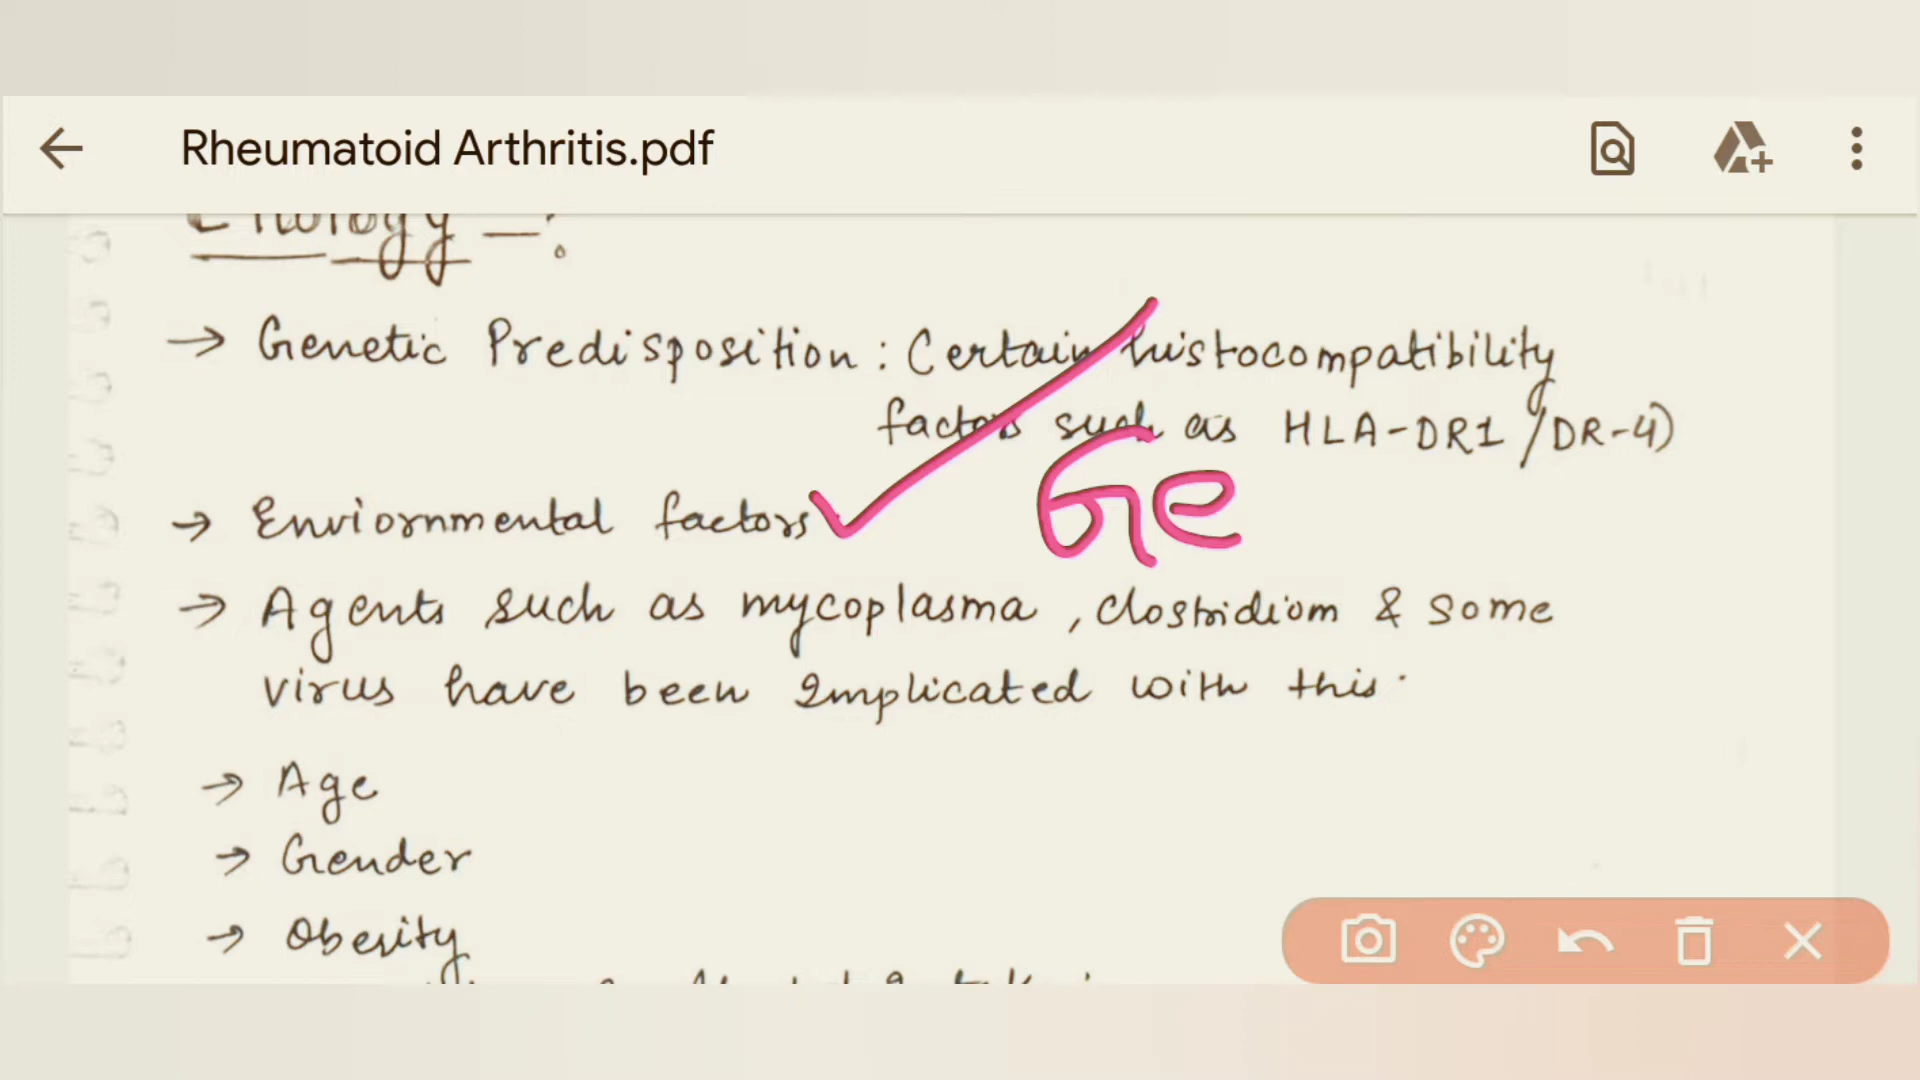 Rheumatoid Arthritis.pdf
Etiology —:
→ Genetic Predisposition : Certain histocompatibility
factors such as HLA-DR1 / DR-4)
→ Enviornmental factors
Ge
→ Agents such as mycoplasma, clostridiom & some
virus have been Implicated with this.
→ Age
→ Gender
→ Obesity